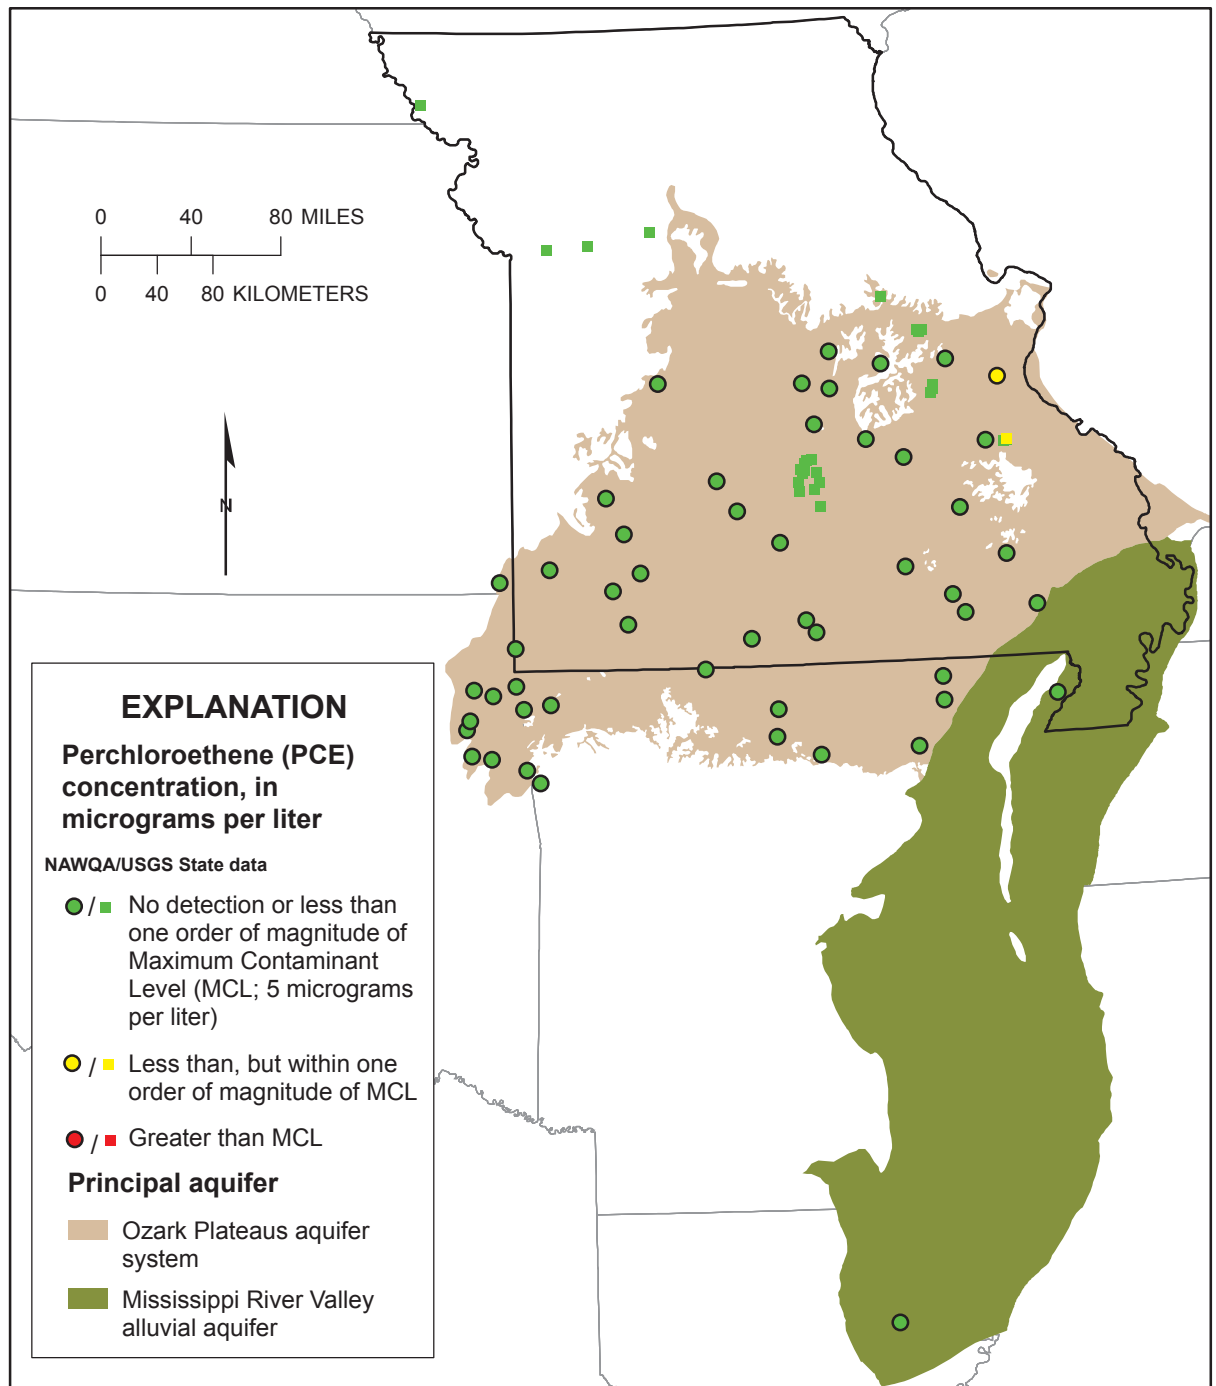 0 40 80 MILES
0 40 80 KILOMETERS
N
EXPLANATION
Perchloroethene (PCE)
concentration, in
micrograms per liter
NAWQA/USGS State data
/ No detection or less than
one order of magnitude of
Maximum Contaminant
Level (MCL; 5 micrograms
per liter)
/ Less than, but within one
order of magnitude of MCL
/ Greater than MCL
Principal aquifer
Ozark Plateaus aquifer
system
Mississippi River Valley
alluvial aquifer